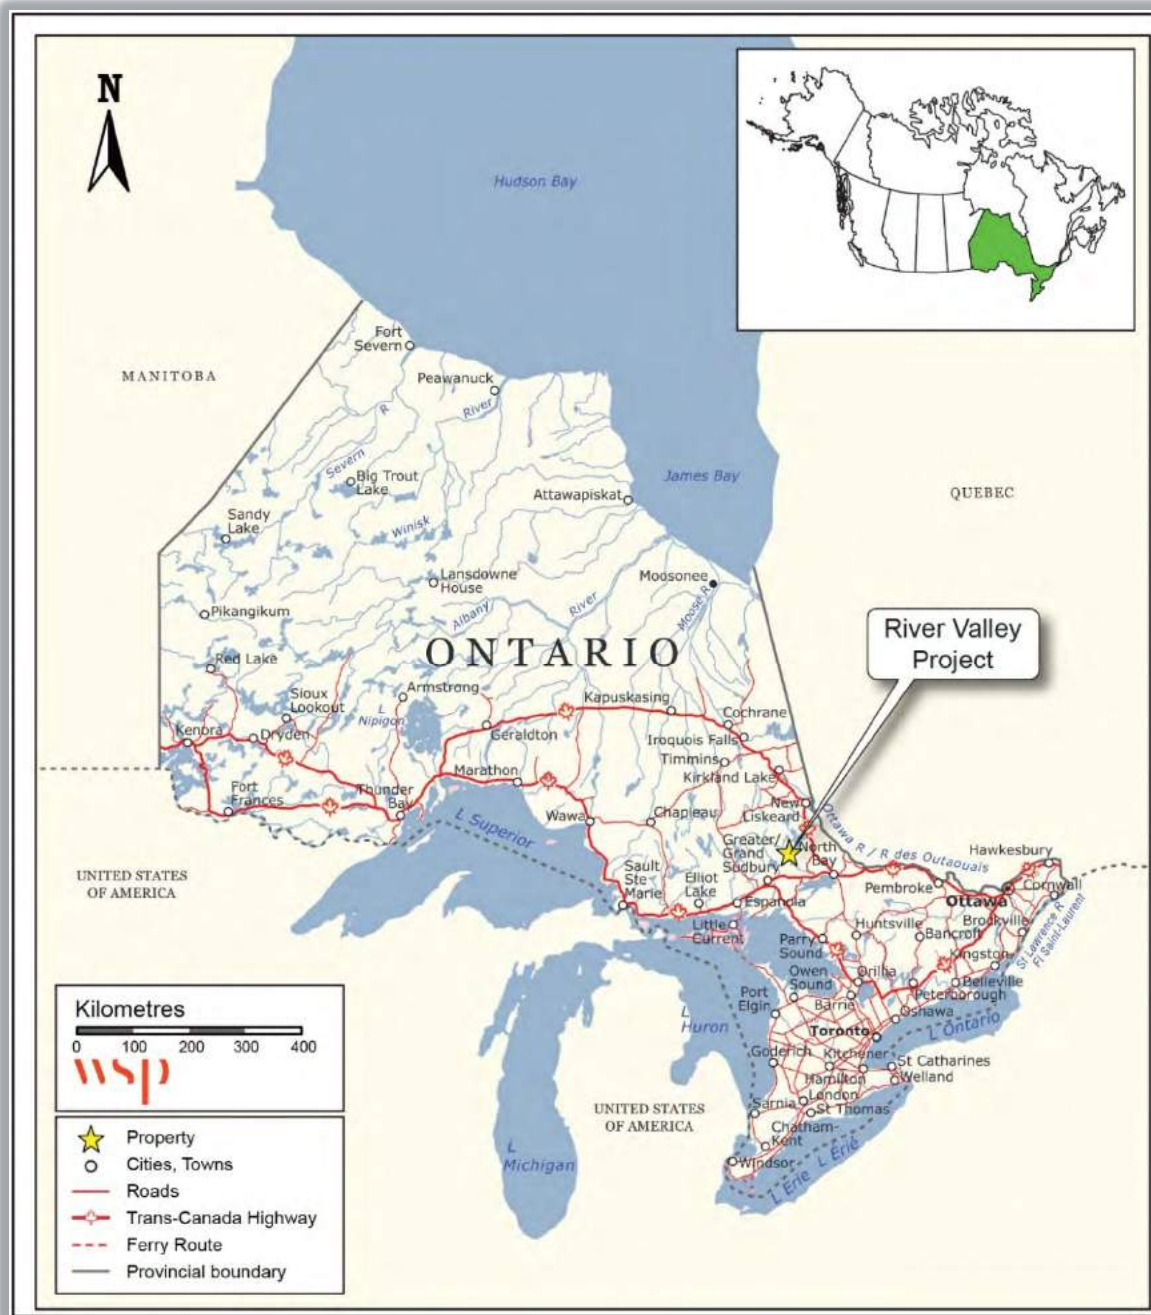 N
Hudson Bay
Fort
Severn
MANITOBA
Peawanuck
R
River
Severn
Big Trout
Lake
James Bay
QUEBEC
Attawapiskat
Sandy
Lake
Winisk
Lansdowne
House
Moosonee
Pikangikum
Albany
River
Moose R
River Valley
Project
ONTARIO
Red Lake
Sioux
Lookout
Armstrong
L
Nipigon
Kapuskasing
Cochrane
Kenora
Dryden
Geraldton
Iroquois Falls
Timmins
Marathon
Kirkland Lake
Fort
Frances
Thunder
Bay
New
Liskeard
Wawa
Chapleau
L Superior
Ottawa R / R des Outaouais
Greater/
Grand
Sudbury
North
Bay
Hawkesbury
UNITED STATES
OF AMERICA
Sault
Ste
Marie
Elliot
Lake
Espanola
Pembroke
Ottawa
Cornwall
Little
Current
Parry
Sound
Huntsville
Bancroft
Brockville
St Lawrence R
Fl Saint-Laurent
Kingston
Owen
Sound
Orillia
Belleville
Port
Elgin
Barrie
Peterborough
Oshawa
L
Huron
Toronto
L Ontario
Goderich
Kitchener
St Catharines
Hamilton
Welland
Sarnia
London
St Thomas
UNITED STATES
OF AMERICA
Chatham-
Kent
L
Michigan
Windsor
L Erie
L Érié
Kilometres
0 100 200 300 400
wsp
Property
Cities, Towns
Roads
Trans-Canada Highway
Ferry Route
Provincial boundary